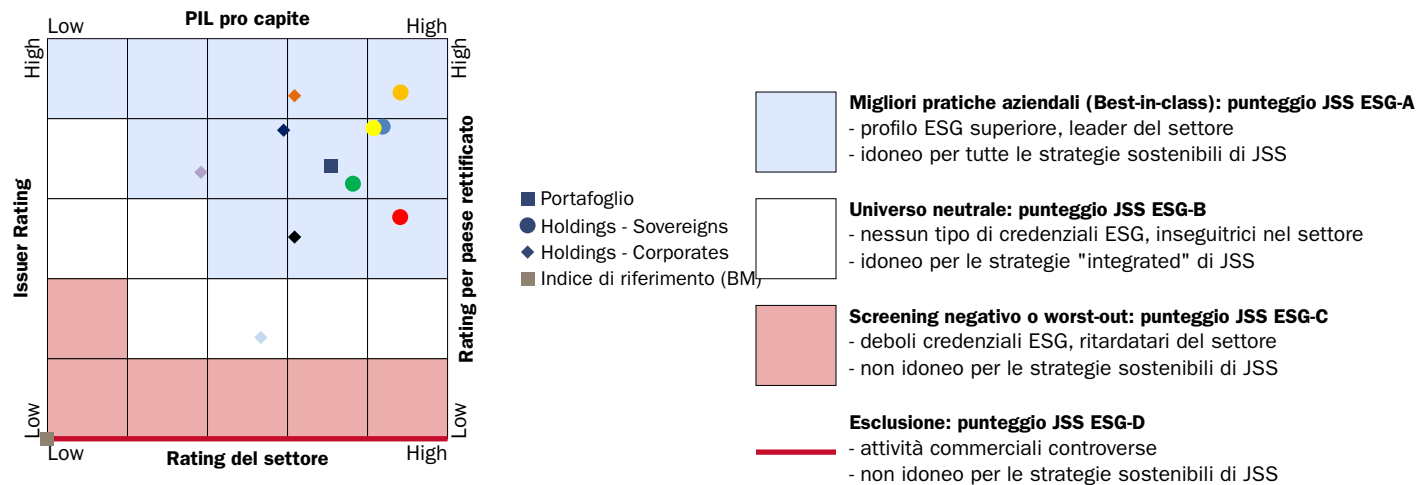 PIL pro capite
Low
High
High
High
Issuer Rating
Rating per paese rettificato
Low
Low
Low
High
Rating del settore
Portafoglio
Holdings - Sovereigns
Holdings - Corporates
Indice di riferimento (BM)
Migliori pratiche aziendali (Best-in-class): punteggio JSS ESG-A
- profilo ESG superiore, leader del settore
- idoneo per tutte le strategie sostenibili di JSS
Universo neutrale: punteggio JSS ESG-B
- nessun tipo di credenziali ESG, inseguitrici nel settore
- idoneo per le strategie "integrated" di JSS
Screening negativo o worst-out: punteggio JSS ESG-C
- deboli credenziali ESG, ritardatari del settore
- non idoneo per le strategie sostenibili di JSS
Esclusione: punteggio JSS ESG-D
- attività commerciali controverse
- non idoneo per le strategie sostenibili di JSS